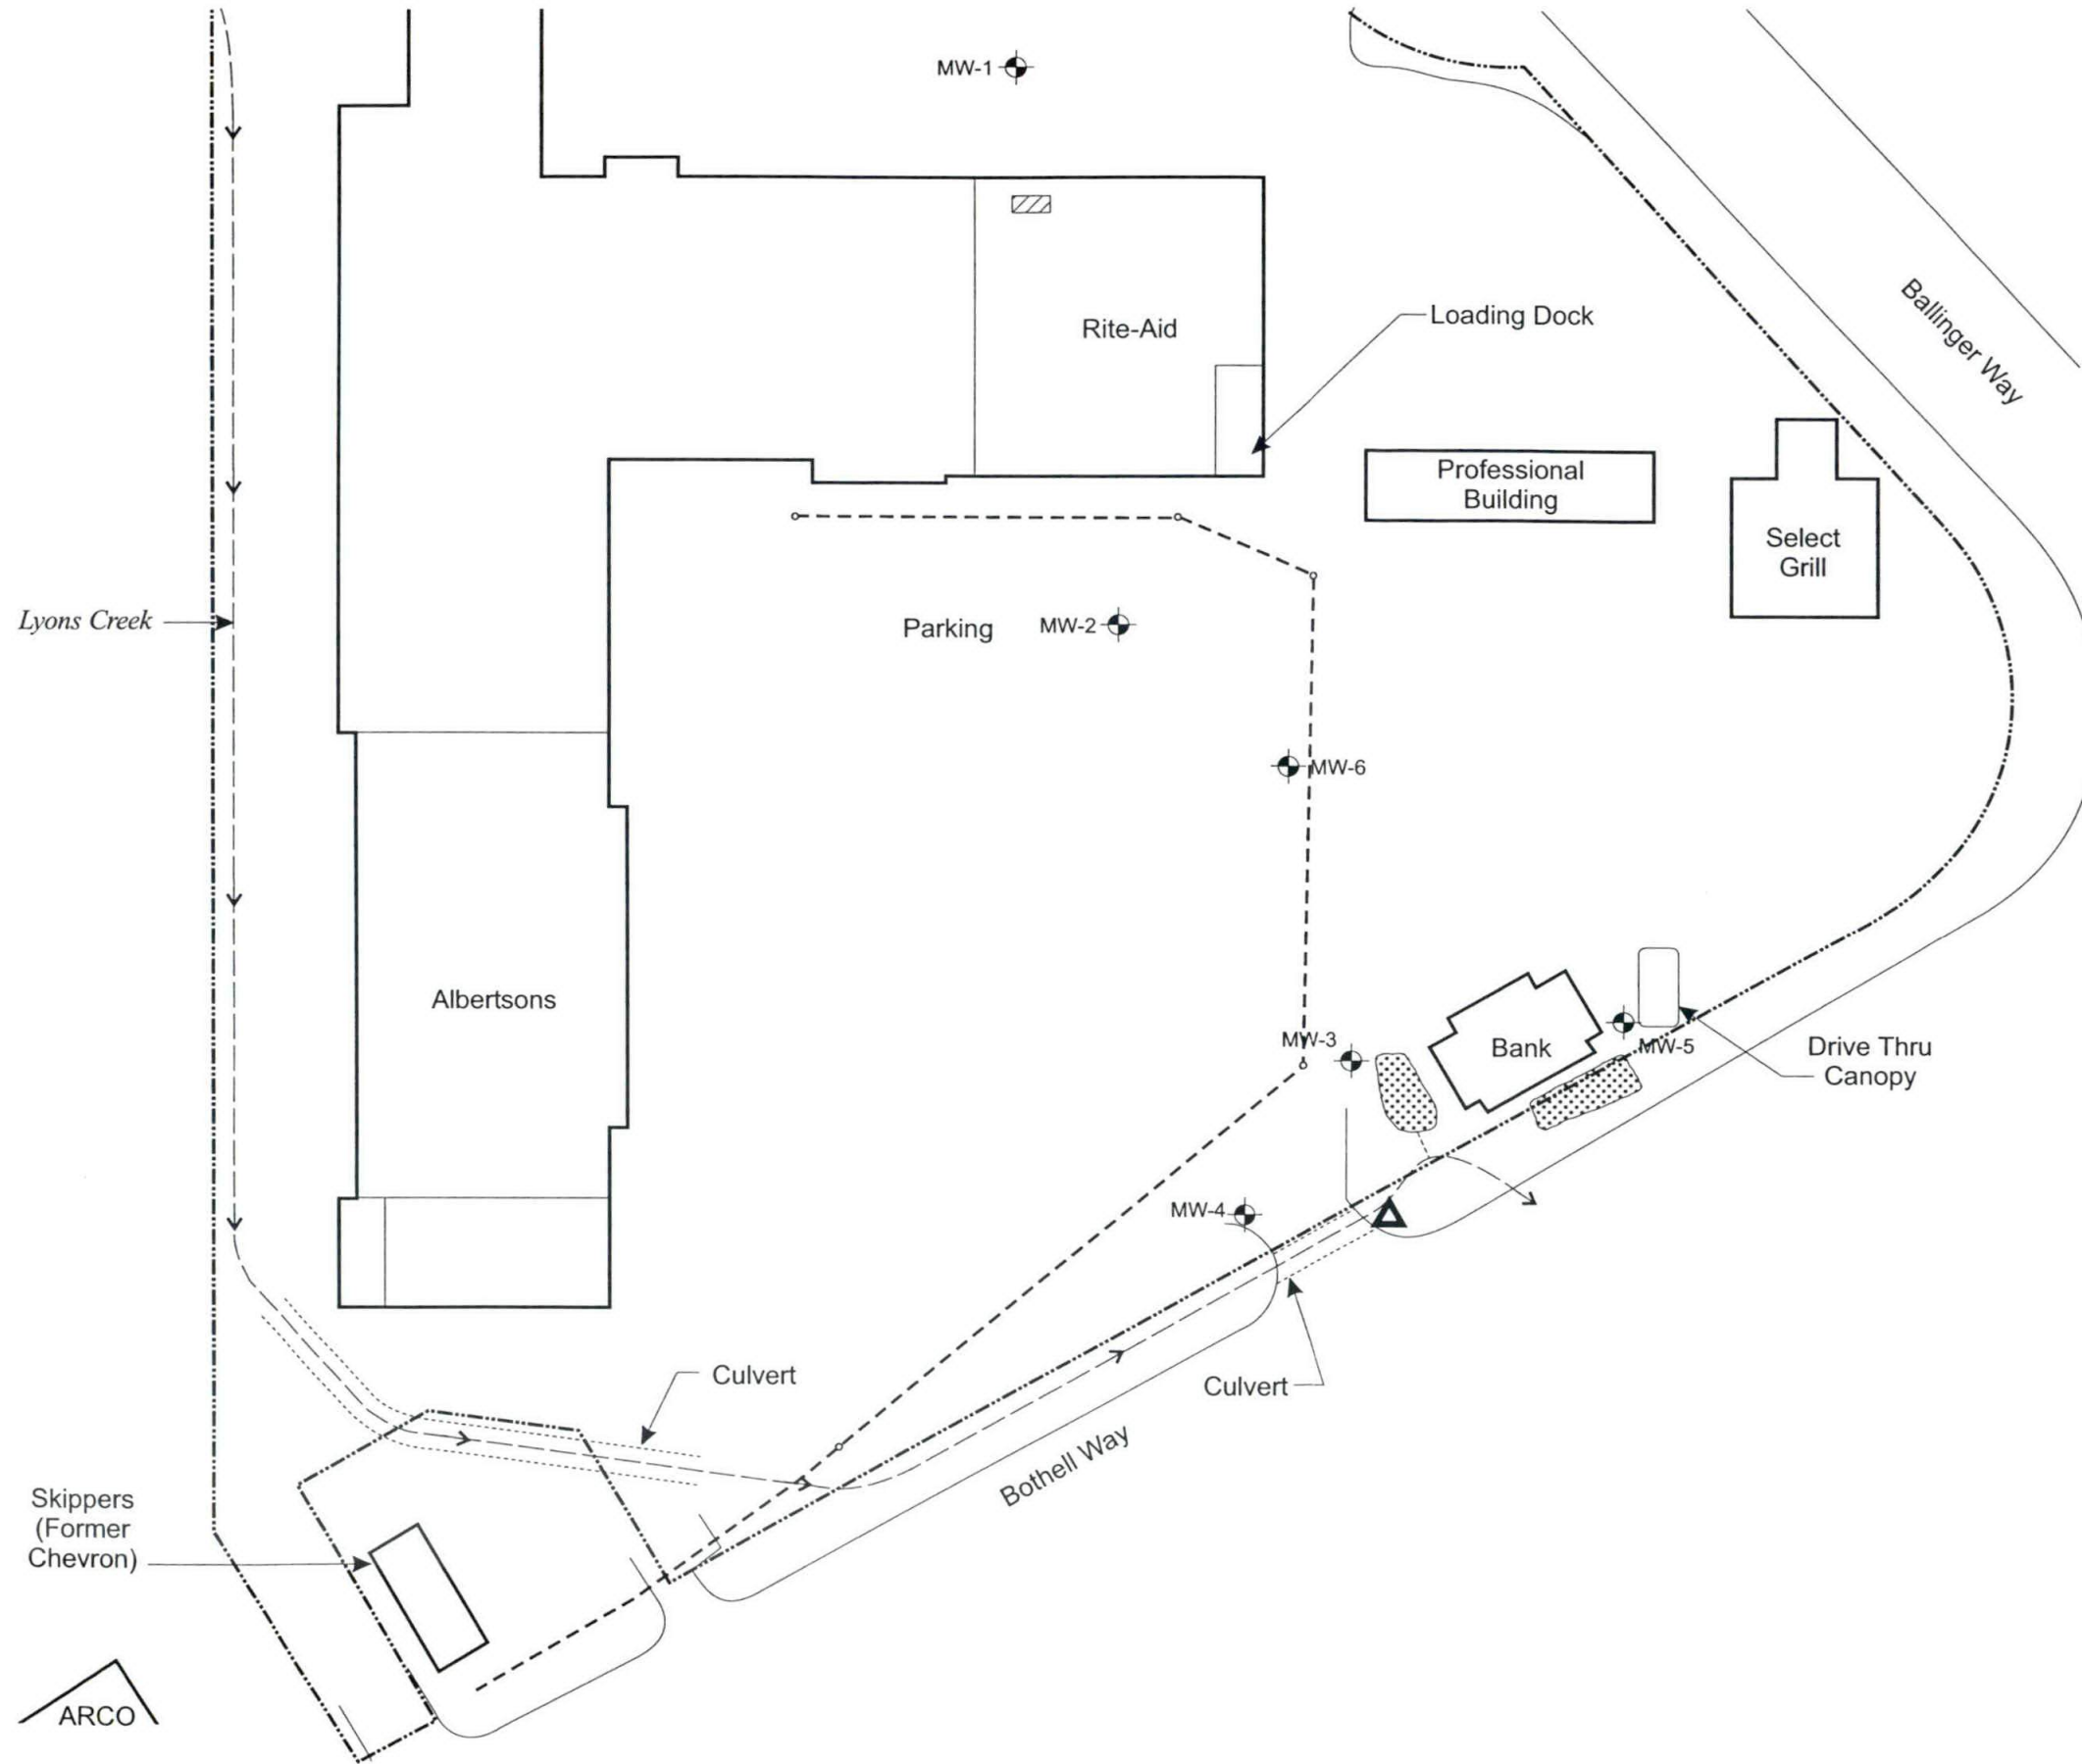 MW-1
Rite-Aid
Loading Dock
Ballinger Way
Professional
Building
Select
Grill
Lyons Creek
Parking
MW-2
MW-6
Albertsons
MW-3
Bank
MW-5
Drive Thru
Canopy
MW-4
Culvert
Culvert
Bothell Way
Skippers
(Former
Chevron)
ARCO